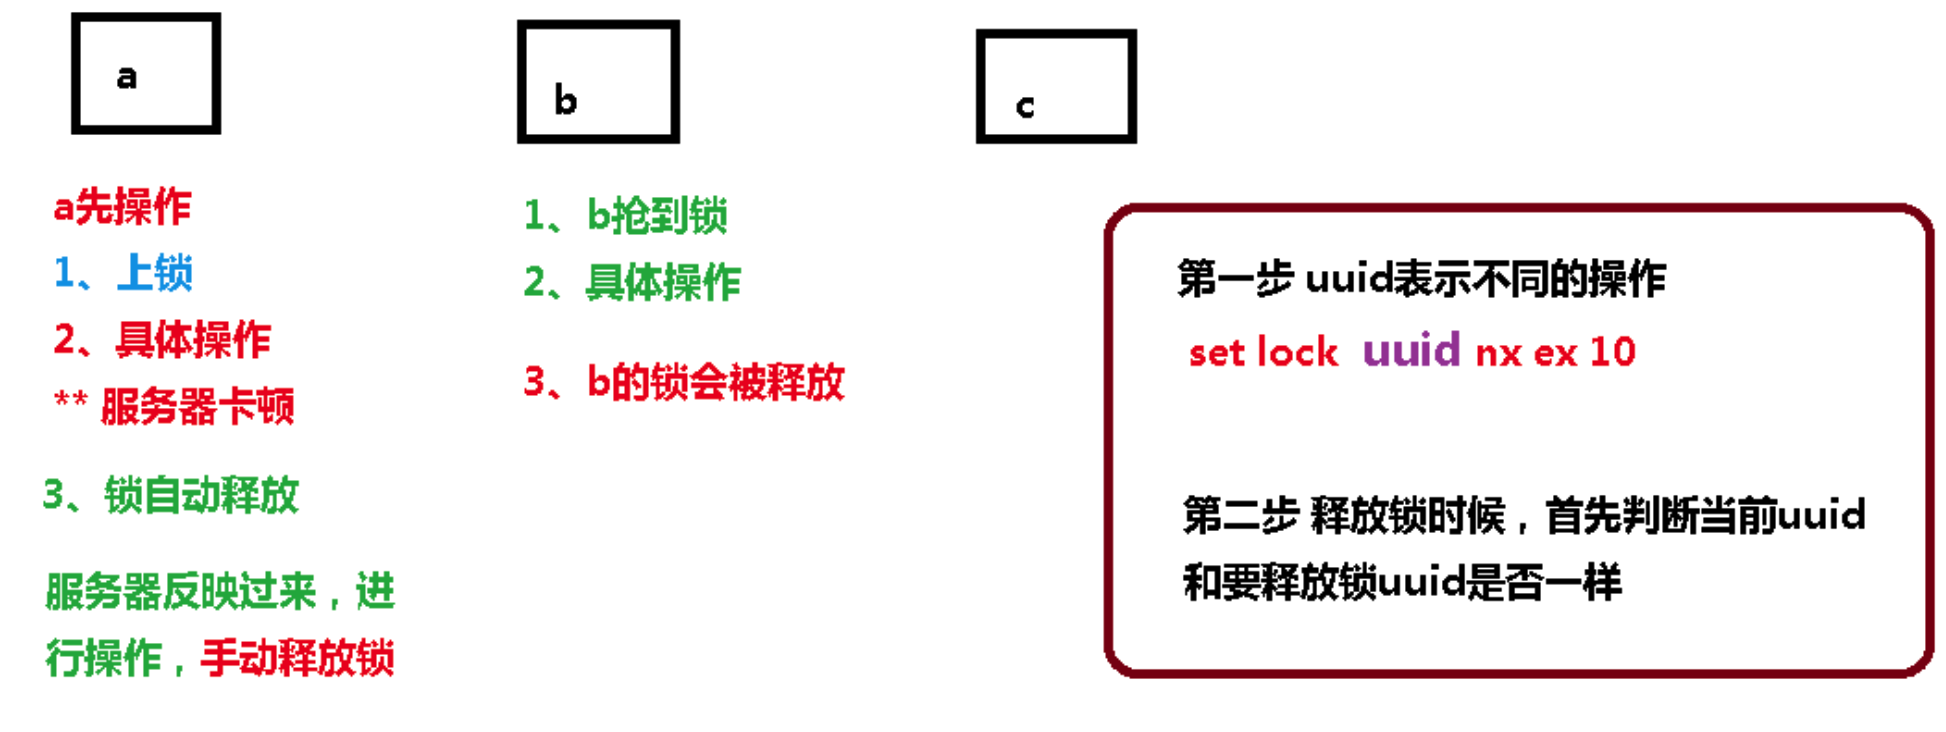 a
b
c
a先操作
1、上锁
2、具体操作
** 服务器卡顿
3、锁自动释放
服务器反映过来，进
行操作，手动释放锁
1、b抢到锁
2、具体操作
3、b的锁会被释放
第一步 uuid表示不同的操作
set lock uuid nx ex 10
第二步 释放锁时候，首先判断当前uuid
和要释放锁uuid是否一样